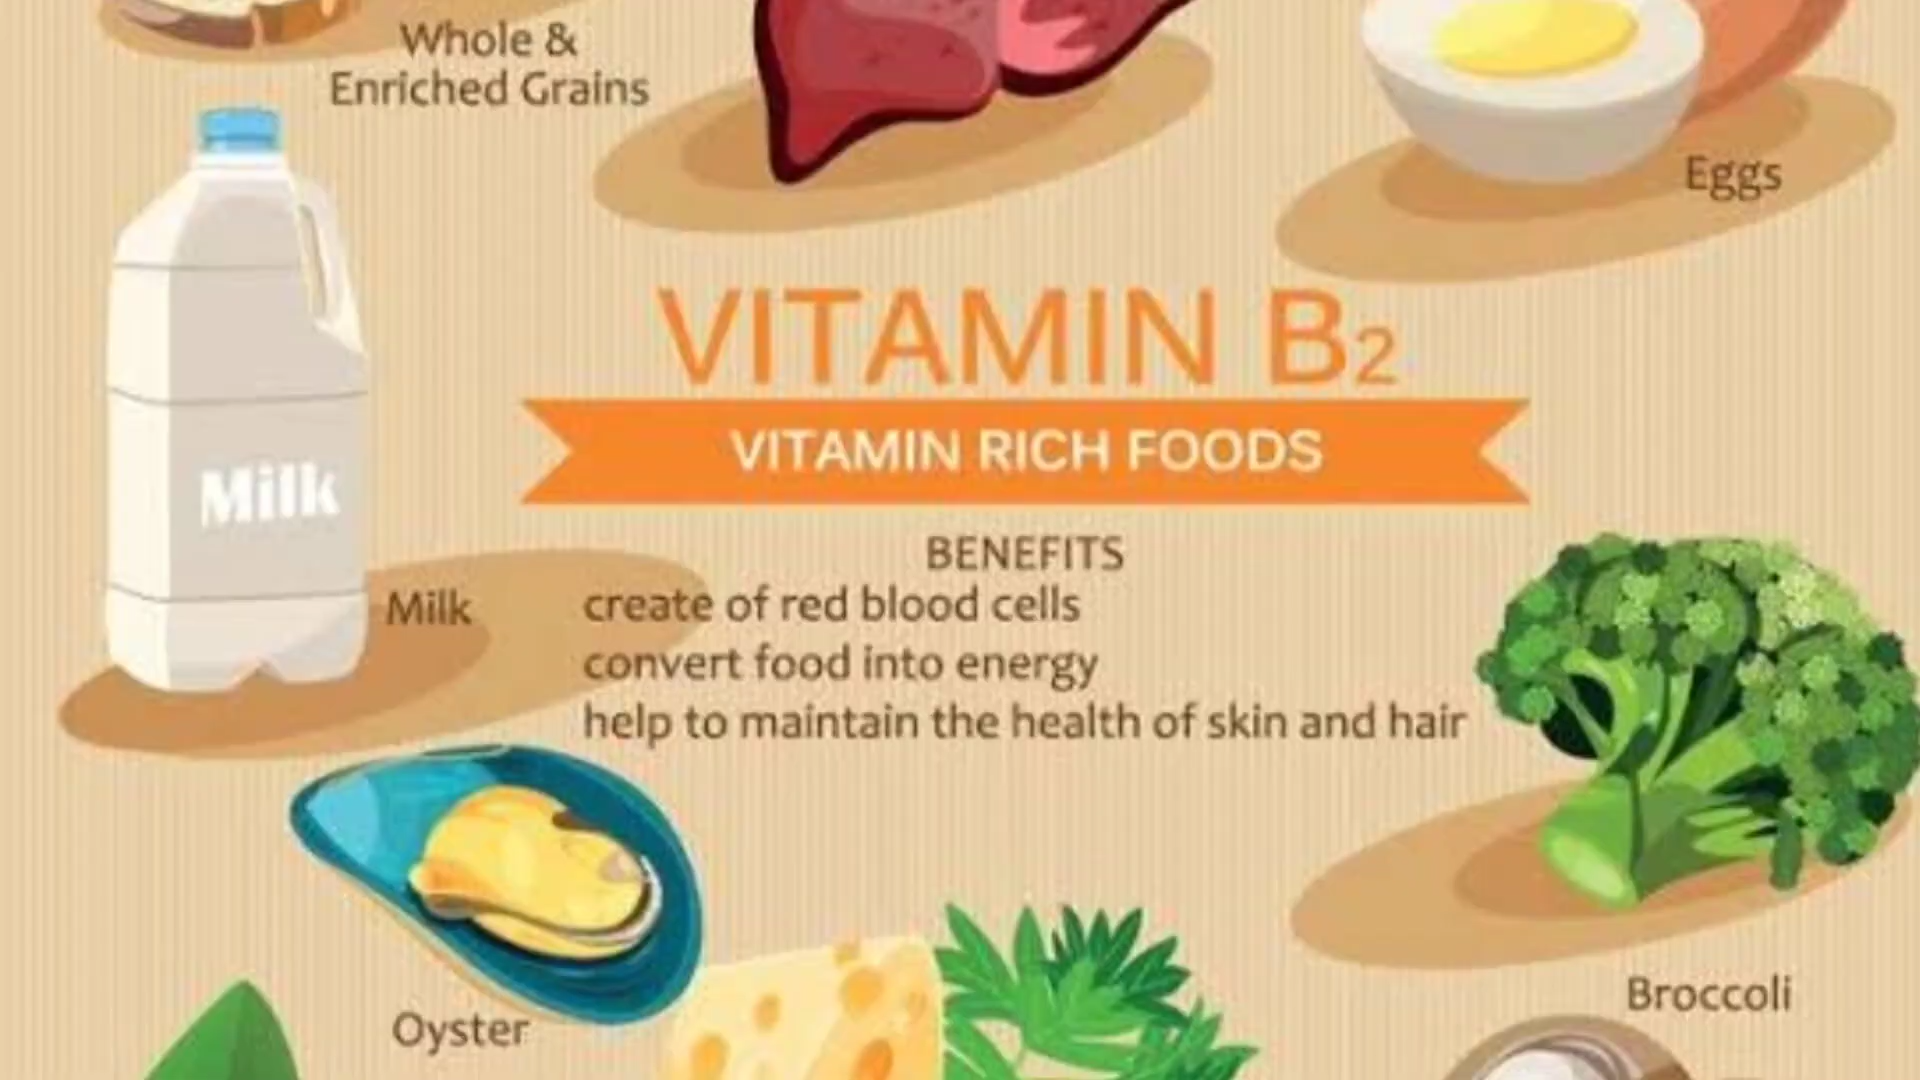 Whole &
Enriched Grains
Eggs
VITAMIN B2
VITAMIN RICH FOODS
Milk
BENEFITS
Milk
create of red blood cells
convert food into energy
help to maintain the health of skin and hair
Broccoli
Oyster